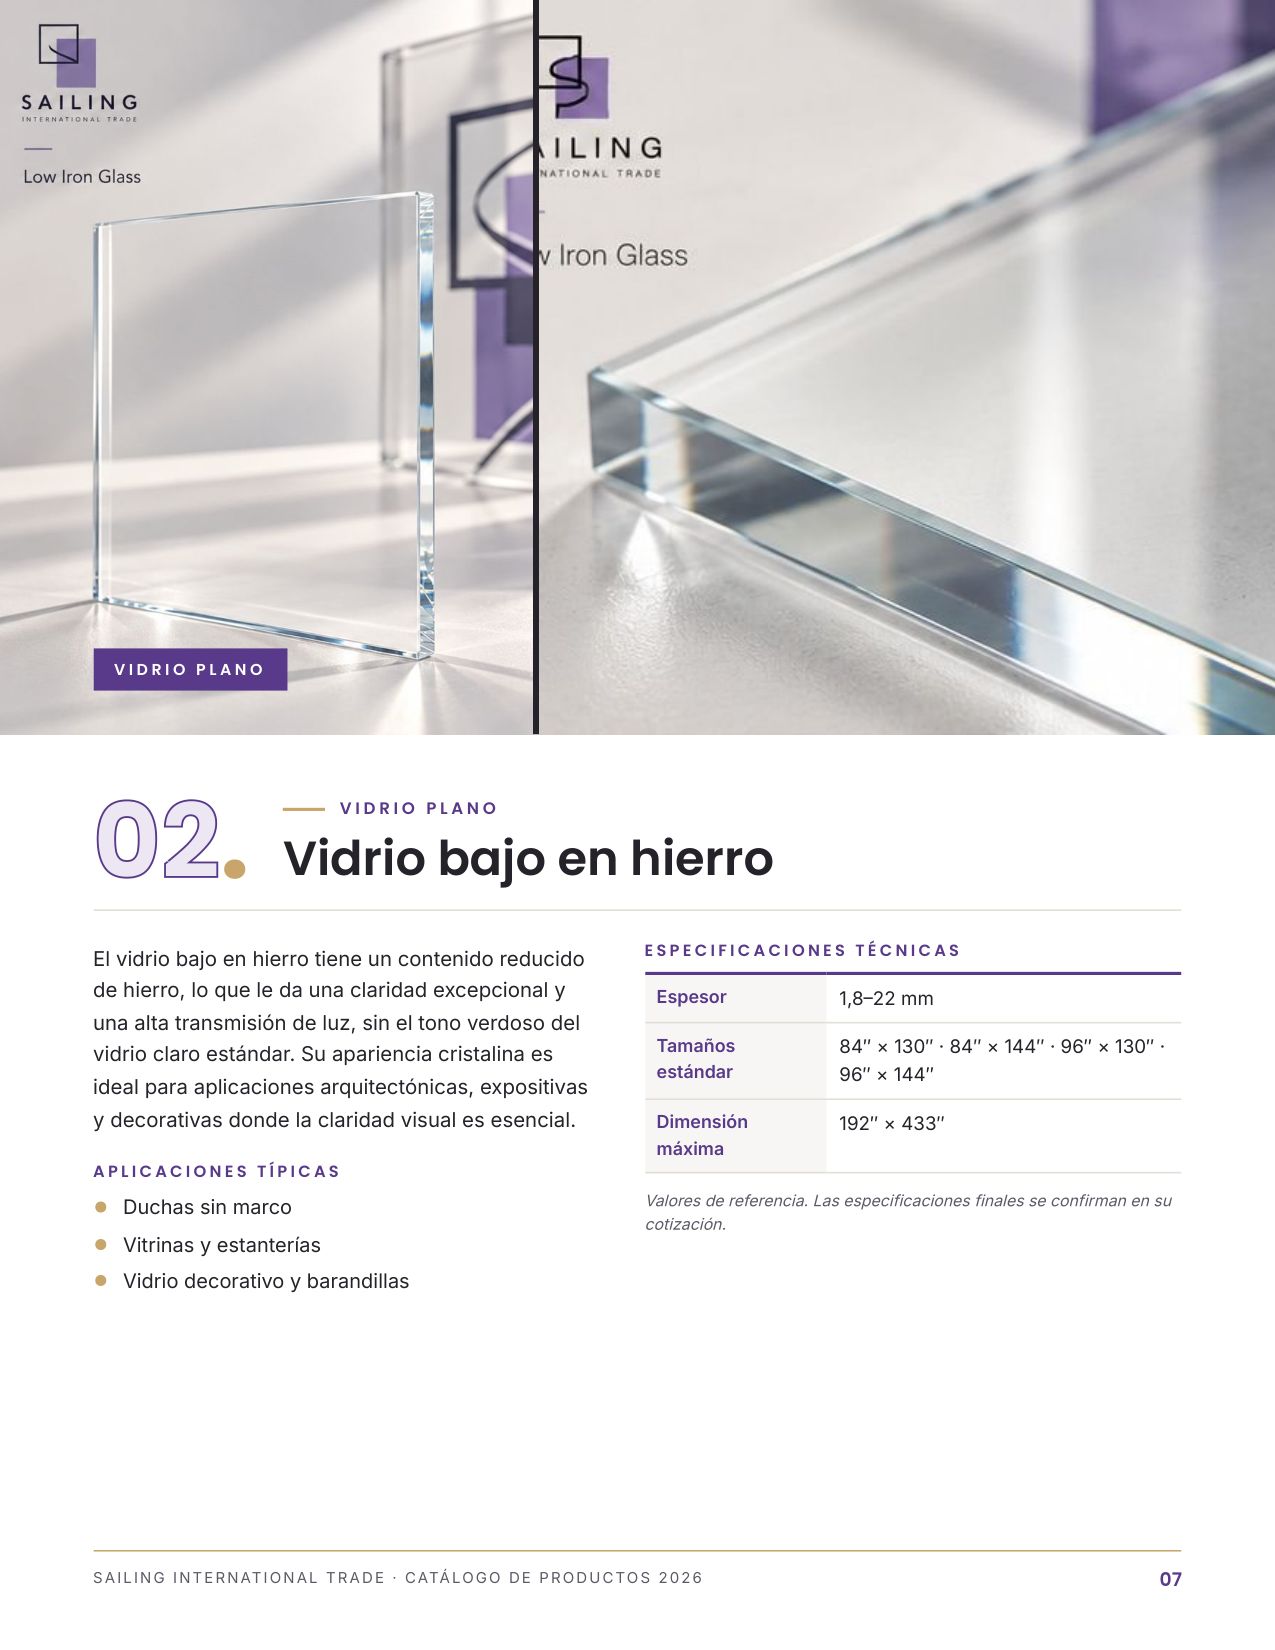 SAILING
INTERNATIONAL TRADE
Low Iron Glass
AILING
NATIONAL TRADE
w Iron Glass
VIDRIO PLANO
02.
VIDRIO PLANO
Vidrio bajo en hierro
El vidrio bajo en hierro tiene un contenido reducido
de hierro, lo que le da una claridad excepcional y
una alta transmisión de luz, sin el tono verdoso del
vidrio claro estándar. Su apariencia cristalina es
ideal para aplicaciones arquitectónicas, expositivas
y decorativas donde la claridad visual es esencial.
APLICACIONES TÍPICAS
Duchas sin marco
Vitrinas y estanterías
Vidrio decorativo y barandillas
ESPECIFICACIONES TÉCNICAS
Espesor 1,8–22 mm
Tamaños estándar 84″ × 130″ · 84″ × 144″ · 96″ × 130″ ·
96″ × 144″
Dimensión máxima 192″ × 433″
Valores de referencia. Las especificaciones finales se confirman en su
cotización.
SAILING INTERNATIONAL TRADE · CATÁLOGO DE PRODUCTOS 2026
07